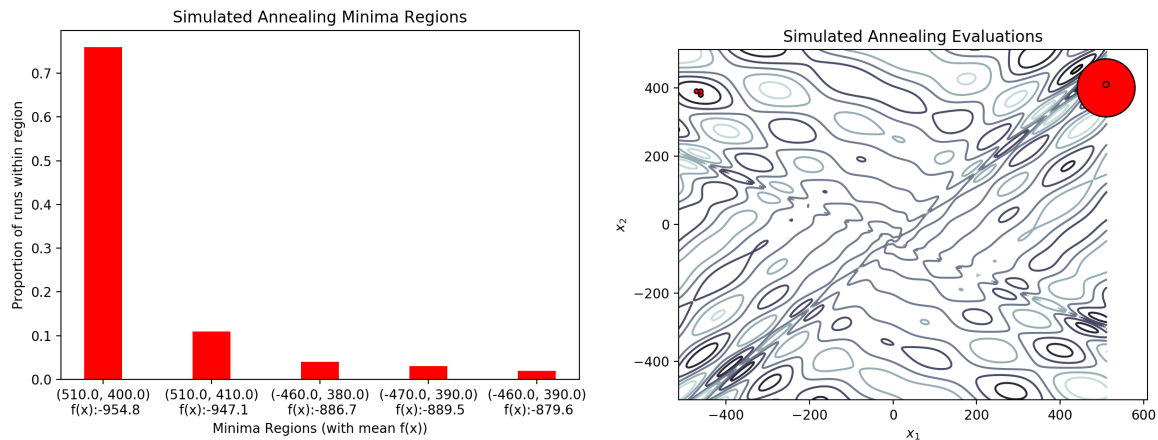 Simulated Annealing Minima Regions
Proportion of runs within region
0.7
0.6
0.5
0.4
0.3
0.2
0.1
0.0
(510.0, 400.0) (510.0, 410.0) (-460.0, 380.0) (-470.0, 390.0) (-460.0, 390.0)
f(x):-954.8 f(x):-947.1 f(x):-886.7 f(x):-889.5 f(x):-879.6
Minima Regions (with mean f(x))
Simulated Annealing Evaluations
x₂
400
200
0
−200
−400
−400 −200 0 200 400 600
x₁